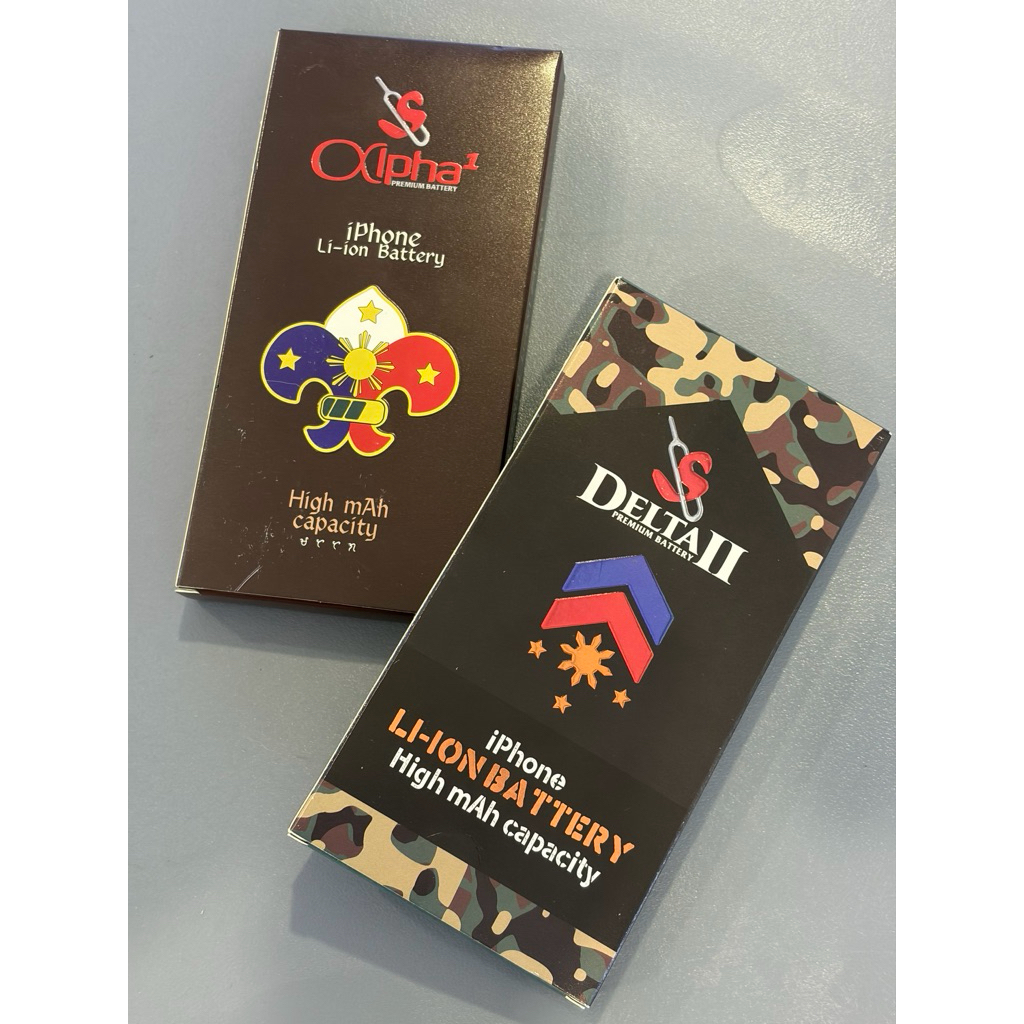 S
αlpha¹
PREMIUM BATTERY
iPhone
Li-ion Battery
High mAh
capacity
S
DELTA II
PREMIUM BATTERY
iPhone
LI-ION BATTERY
High mAh capacity